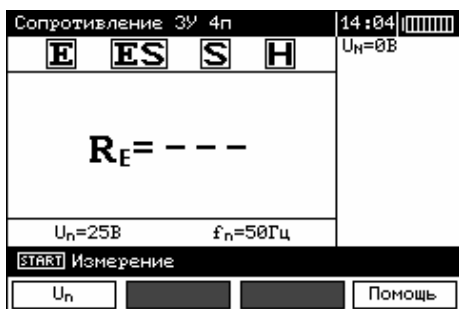 Сопротивление ЗУ 4п 14:04
E ES S H
U_N=0В
R_E= – – –
U_n=25В f_n=50Гц
START Измерение
U_n Помощь